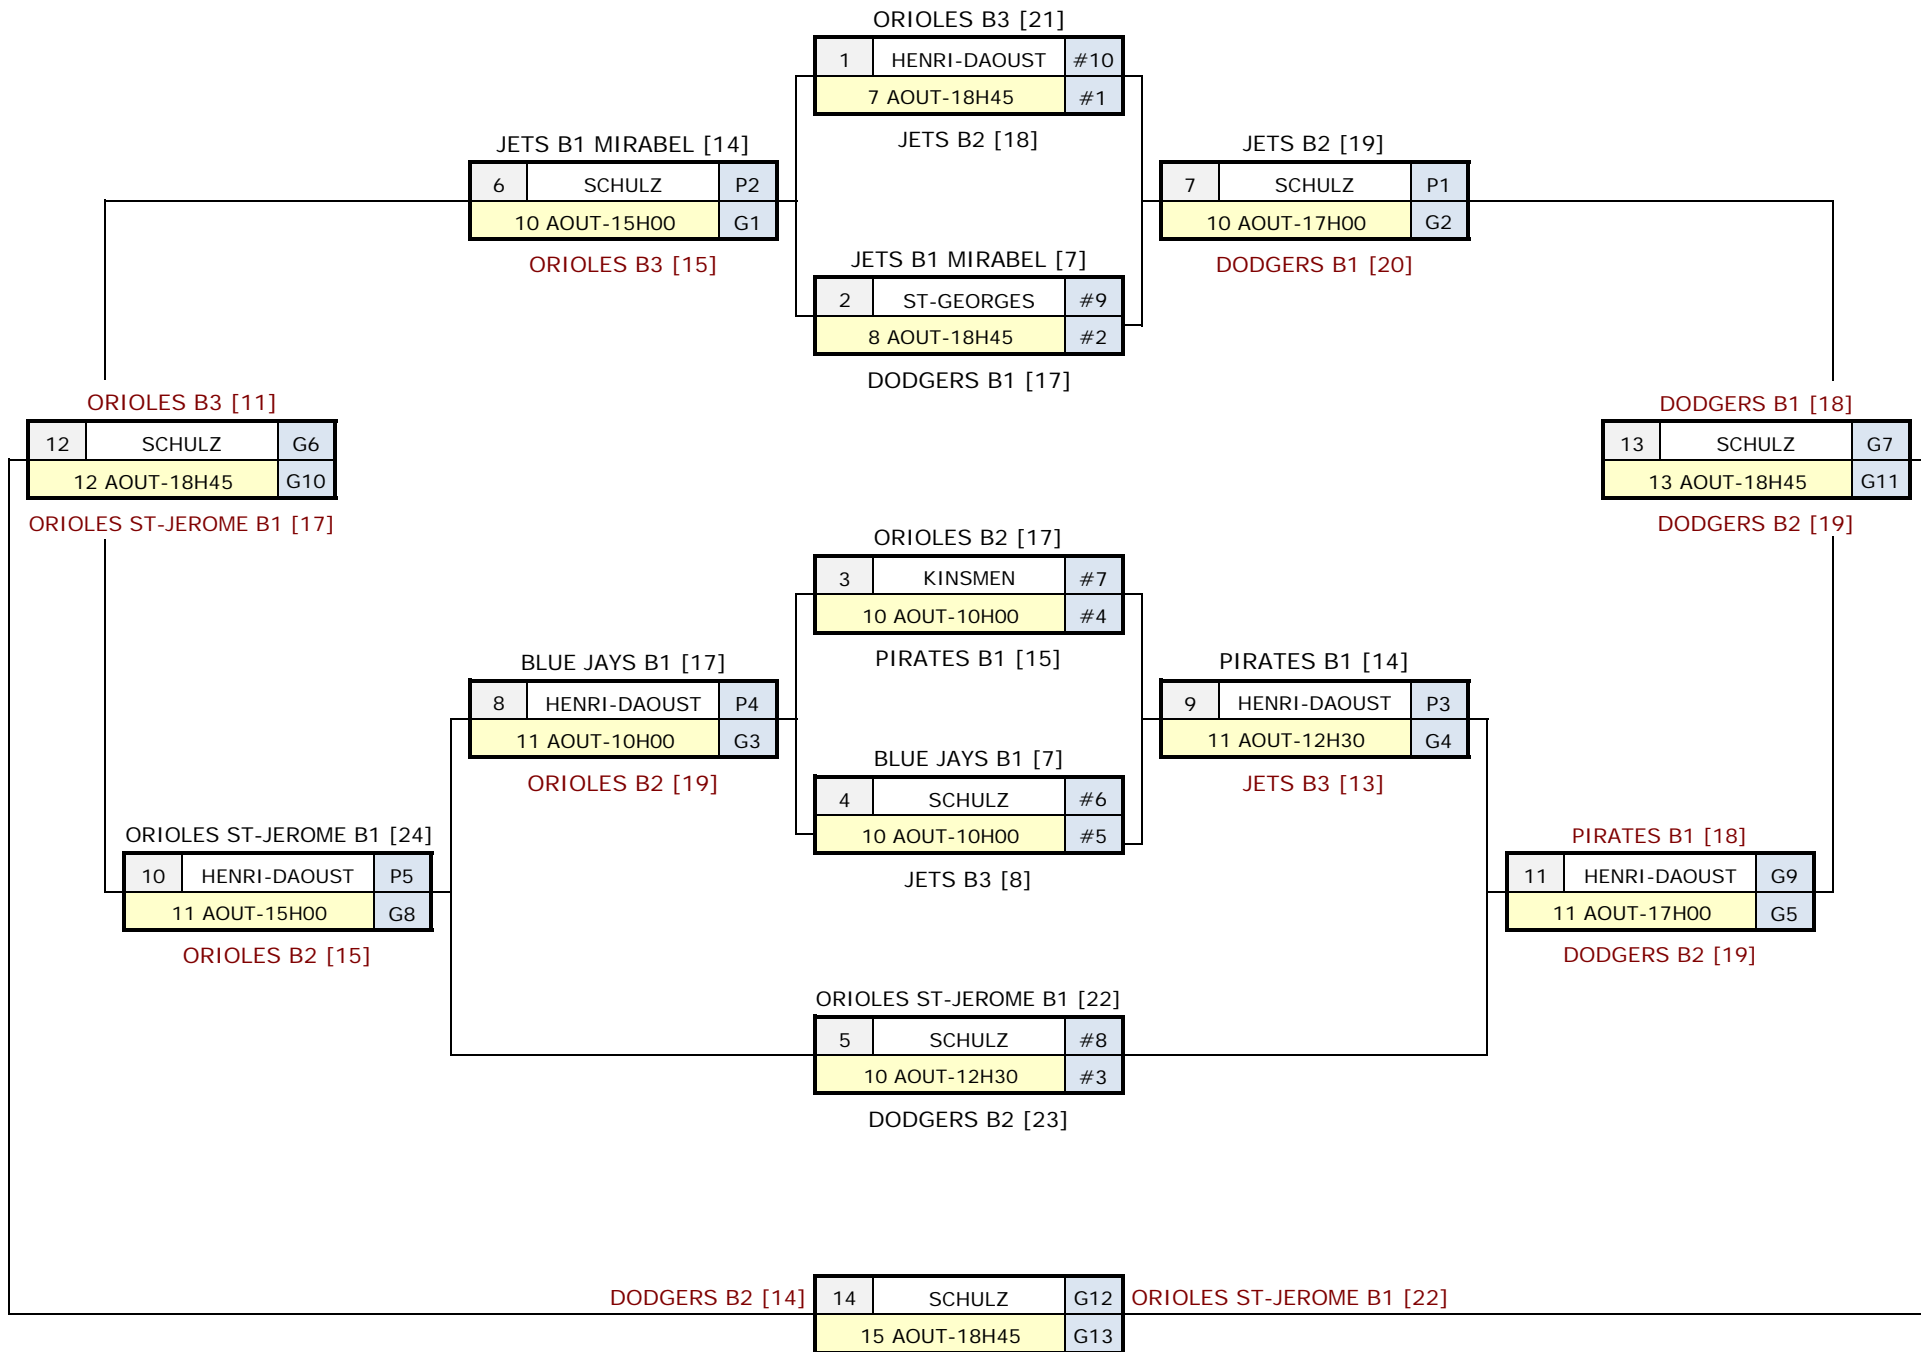 ORIOLES B3 [21]
1 HENRI-DAOUST #10
7 AOUT-18H45 #1
JETS B2 [18]
JETS B1 MIRABEL [14]
6 SCHULZ P2
10 AOUT-15H00 G1
ORIOLES B3 [15]
JETS B2 [19]
7 SCHULZ P1
10 AOUT-17H00 G2
DODGERS B1 [20]
JETS B1 MIRABEL [7]
2 ST-GEORGES #9
8 AOUT-18H45 #2
DODGERS B1 [17]
ORIOLES B3 [11]
12 SCHULZ G6
12 AOUT-18H45 G10
ORIOLES ST-JEROME B1 [17]
DODGERS B1 [18]
13 SCHULZ G7
13 AOUT-18H45 G11
DODGERS B2 [19]
ORIOLES B2 [17]
3 KINSMEN #7
10 AOUT-10H00 #4
PIRATES B1 [15]
BLUE JAYS B1 [17]
8 HENRI-DAOUST P4
11 AOUT-10H00 G3
ORIOLES B2 [19]
PIRATES B1 [14]
9 HENRI-DAOUST P3
11 AOUT-12H30 G4
JETS B3 [13]
BLUE JAYS B1 [7]
4 SCHULZ #6
10 AOUT-10H00 #5
JETS B3 [8]
ORIOLES ST-JEROME B1 [24]
10 HENRI-DAOUST P5
11 AOUT-15H00 G8
ORIOLES B2 [15]
PIRATES B1 [18]
11 HENRI-DAOUST G9
11 AOUT-17H00 G5
DODGERS B2 [19]
ORIOLES ST-JEROME B1 [22]
5 SCHULZ #8
10 AOUT-12H30 #3
DODGERS B2 [23]
DODGERS B2 [14] 14 SCHULZ G12 ORIOLES ST-JEROME B1 [22]
15 AOUT-18H45 G13